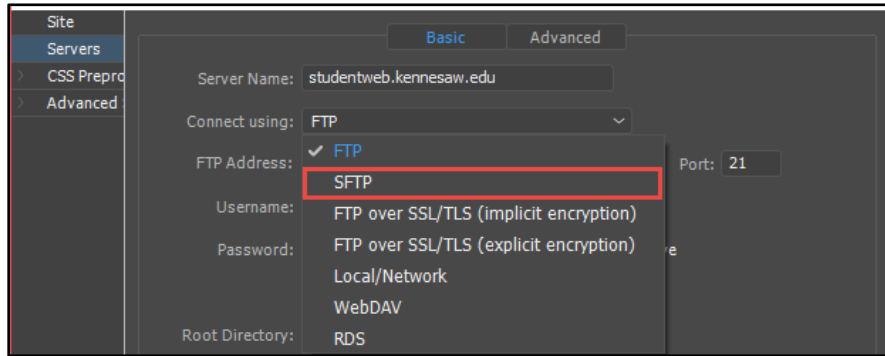 Site
Servers
CSS Prepro
Advanced
Basic Advanced
Server Name: studentweb.kennesaw.edu
Connect using: FTP
FTP Address:
FTP
Port: 21
SFTP
Username:
FTP over SSL/TLS (implicit encryption)
Password:
FTP over SSL/TLS (explicit encryption)
Local/Network
WebDAV
Root Directory:
RDS